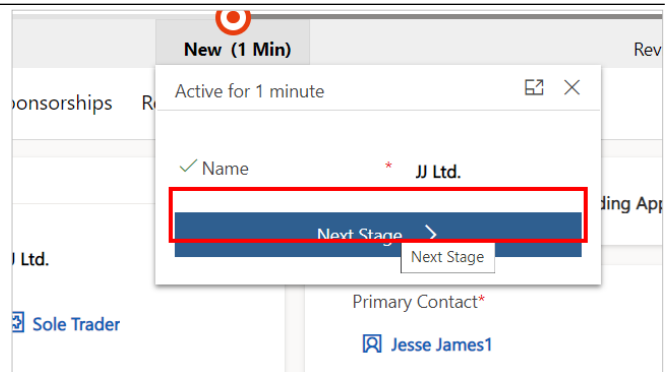 New (1 Min)
Rev
onsorships R
Active for 1 minute
Name * JJ Ltd.
ding App
Next Stage
Next Stage
Ltd.
Primary Contact*
Sole Trader
Jesse James1